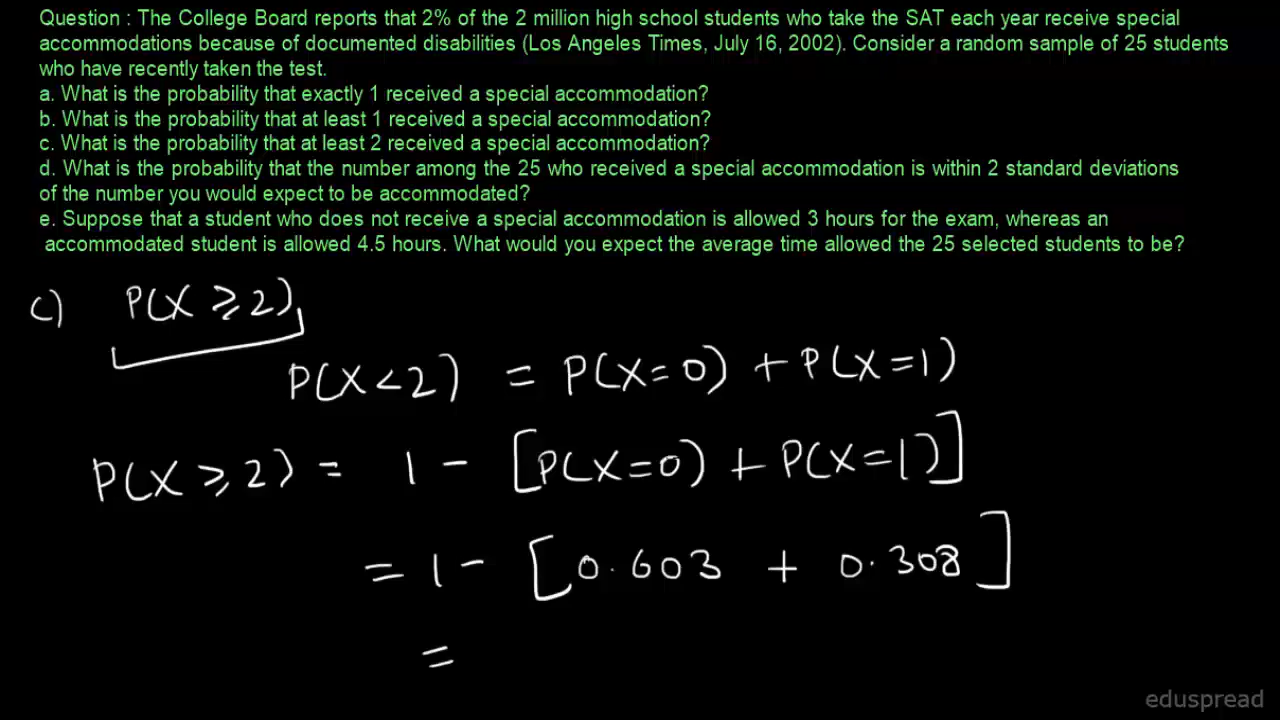 Question : The College Board reports that 2% of the 2 million high school students who take the SAT each year receive special
accommodations because of documented disabilities (Los Angeles Times, July 16, 2002). Consider a random sample of 25 students
who have recently taken the test.
a. What is the probability that exactly 1 received a special accommodation?
b. What is the probability that at least 1 received a special accommodation?
c. What is the probability that at least 2 received a special accommodation?
d. What is the probability that the number among the 25 who received a special accommodation is within 2 standard deviations
of the number you would expect to be accommodated?
e. Suppose that a student who does not receive a special accommodation is allowed 3 hours for the exam, whereas an
accommodated student is allowed 4.5 hours. What would you expect the average time allowed the 25 selected students to be?
c) P(X ⩾ 2)
P(X < 2) = P(X = 0) + P(X = 1)
P(X ⩾ 2) = 1 - [P(X = 0) + P(X = 1)]
= 1 - [0.603 + 0.308]
=
eduspread